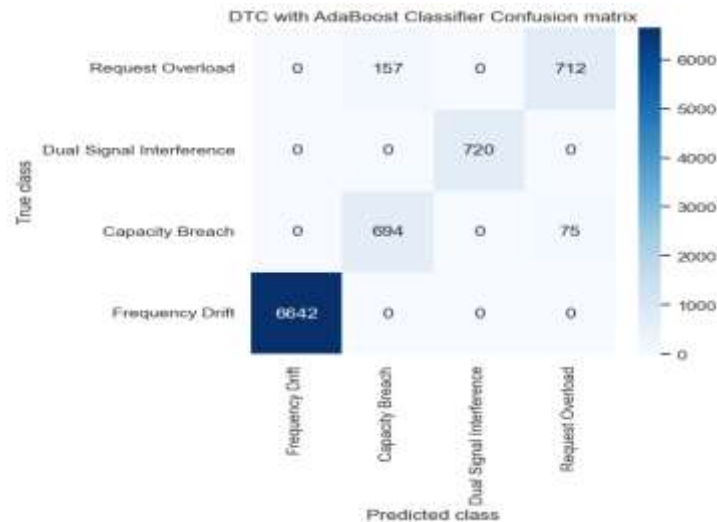 DTC with AdaBoost Classifier Confusion matrix
Request Overload 0 157 0 712
Dual Signal Interference 0 0 720 0
Capacity Breach 0 694 0 75
Frequency Drift 6642 0 0 0
True class
Frequency Drift
Capacity Breach
Dual Signal Interference
Request Overload
Predicted class
6000
5000
4000
3000
2000
1000
0